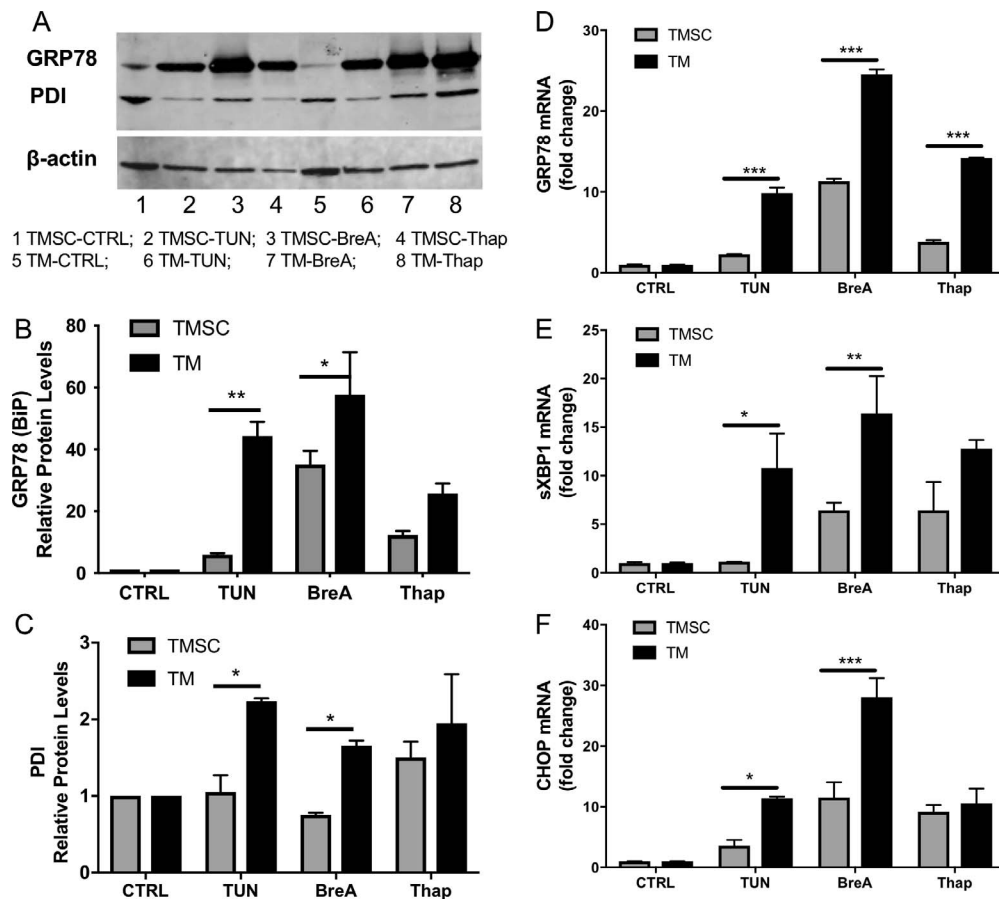 A
GRP78
PDI
β-actin
1 2 3 4 5 6 7 8
1 TMSC-CTRL; 2 TMSC-TUN; 3 TMSC-BreA; 4 TMSC-Thap
5 TM-CTRL; 6 TM-TUN; 7 TM-BreA; 8 TM-Thap
B
GRP78 (BiP)
Relative Protein Levels
80
60
40
20
0
TMSC
TM
**
*
CTRL TUN BreA Thap
C
PDI
Relative Protein Levels
3
2
1
0
TMSC
TM
*
*
CTRL TUN BreA Thap
D
GRP78 mRNA
(fold change)
30
20
10
0
TMSC
TM
***
***
***
CTRL TUN BreA Thap
E
sXBP1 mRNA
(fold change)
25
20
15
10
5
0
TMSC
TM
*
**
CTRL TUN BreA Thap
F
CHOP mRNA
(fold change)
40
30
20
10
0
TMSC
TM
*
***
CTRL TUN BreA Thap